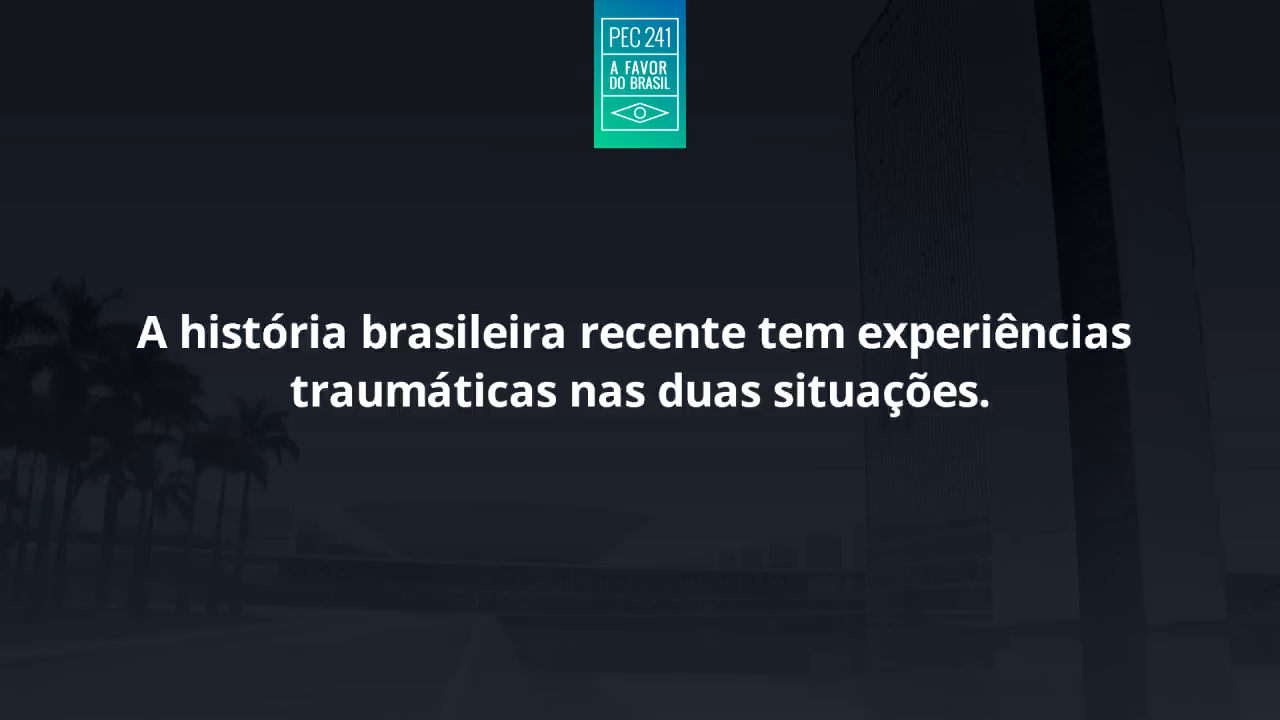 PEC 241
A FAVOR
DO BRASIL
A história brasileira recente tem experiências
traumáticas nas duas situações.